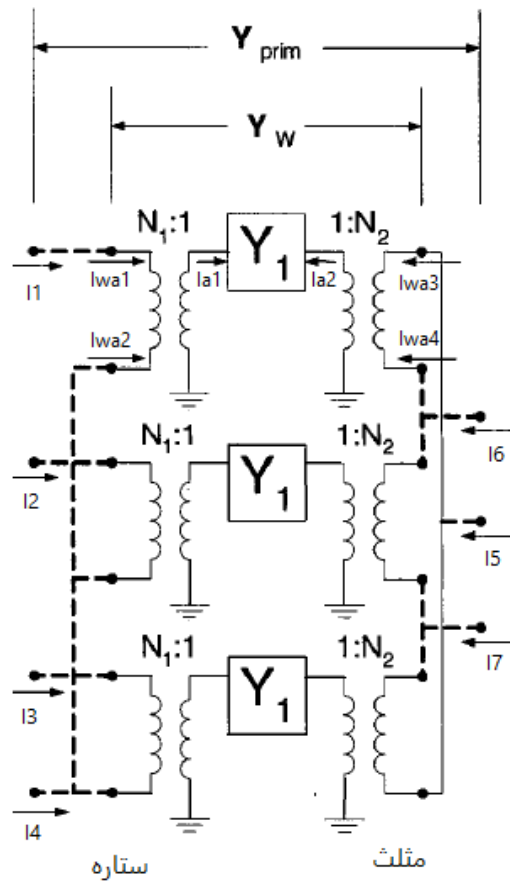 Y prim
Y W
N1:1 Y1 1:N2
I1 Iwa1 Ia1 Ia2 Iwa3
Iwa2 Iwa4
I6
N1:1 Y1 1:N2
I2
I5
I7
N1:1 Y1 1:N2
I3
I4
ستاره مثلث